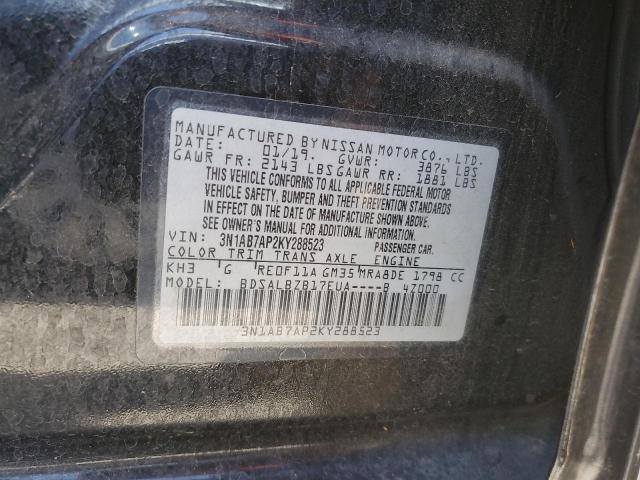 MANUFACTURED BY NISSAN MOTOR CO., LTD.
DATE: 01/19. GVWR: 3876 LBS
GAWR FR: 2143 LBS GAWR RR: 1881 LBS
THIS VEHICLE CONFORMS TO ALL APPLICABLE FEDERAL MOTOR
VEHICLE SAFETY, BUMPER AND THEFT PREVENTION STANDARDS
IN EFFECT ON THE DATE OF MANUFACTURE SHOWN ABOVE.
SEE OWNER'S MANUAL FOR ADDITIONAL INFORMATION.
VIN: 3N1AB7AP2KY288523 PASSENGER CAR.
COLOR TRIM TRANS AXLE ENGINE
KH3 G RE0F11A GM35 MRA8DE 1798 CC
MODEL: BDSALBZB17EUA----B 4Z000
3N1AB7AP2KY288523